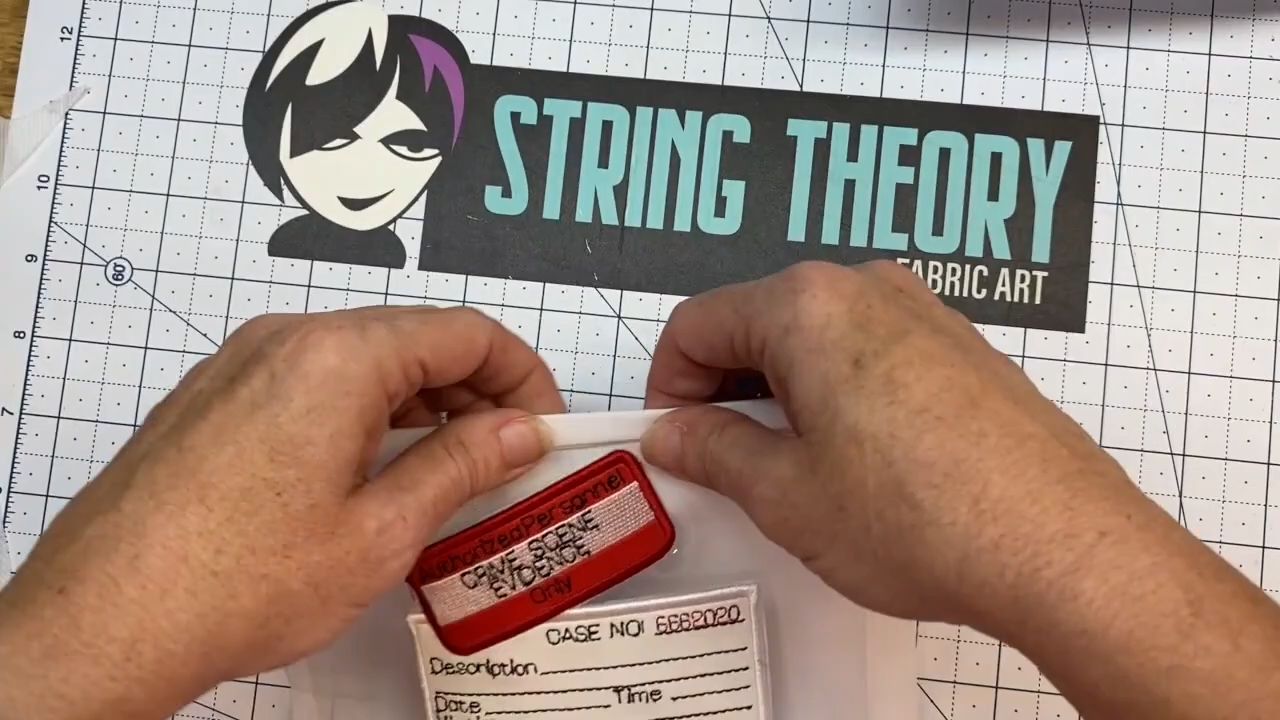 12
STRING THEORY
FABRIC ART
10
9
60
8
7
Authorized Personnel
CRIME SCENE
EVIDENCE
Only
CASE NO: 6662020
Description
Date Time